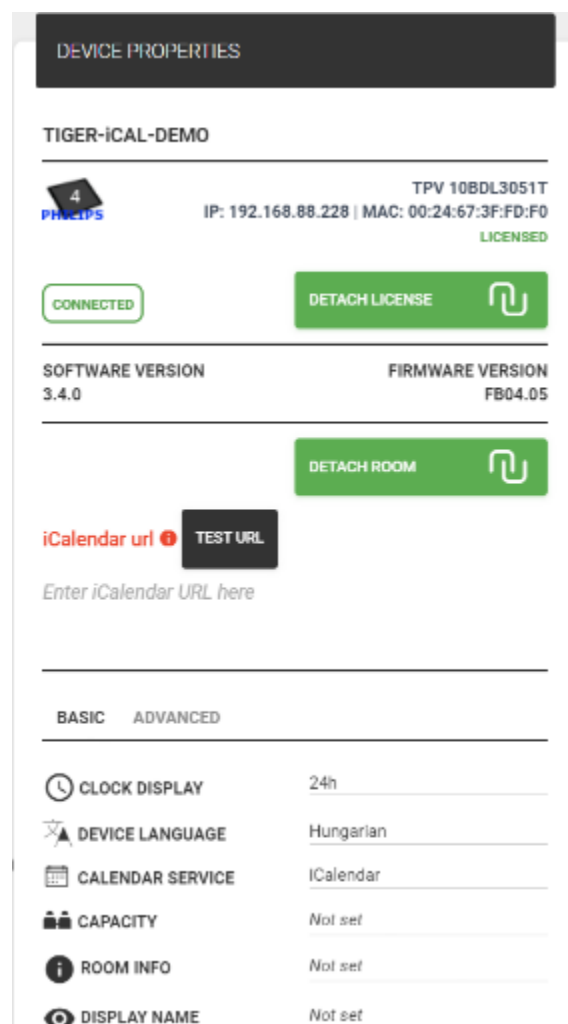 DEVICE PROPERTIES
TIGER-iCAL-DEMO
4
PHILIPS
TPV 10BDL3051T
IP: 192.168.88.228 | MAC: 00:24:67:3F:FD:F0
LICENSED
CONNECTED
DETACH LICENSE
SOFTWARE VERSION FIRMWARE VERSION
3.4.0 FB04.05
DETACH ROOM
iCalendar url TEST URL
Enter iCalendar URL here
BASIC ADVANCED
CLOCK DISPLAY 24h
DEVICE LANGUAGE Hungarian
CALENDAR SERVICE ICalendar
CAPACITY Not set
ROOM INFO Not set
DISPLAY NAME Not set